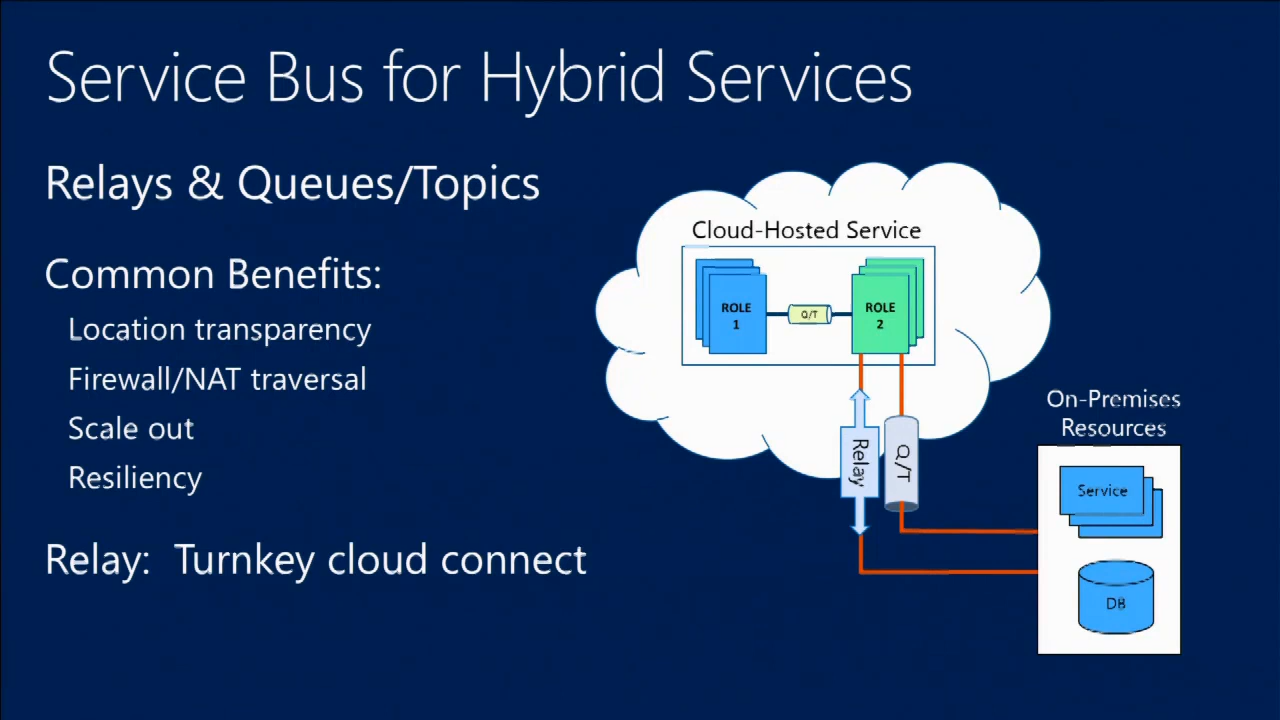 Service Bus for Hybrid Services
Relays & Queues/Topics
Common Benefits:
Location transparency
Firewall/NAT traversal
Scale out
Resiliency
Relay: Turnkey cloud connect
Cloud-Hosted Service
ROLE
1
Q/T
ROLE
2
Relay
Q/T
On-Premises
Resources
Service
DB